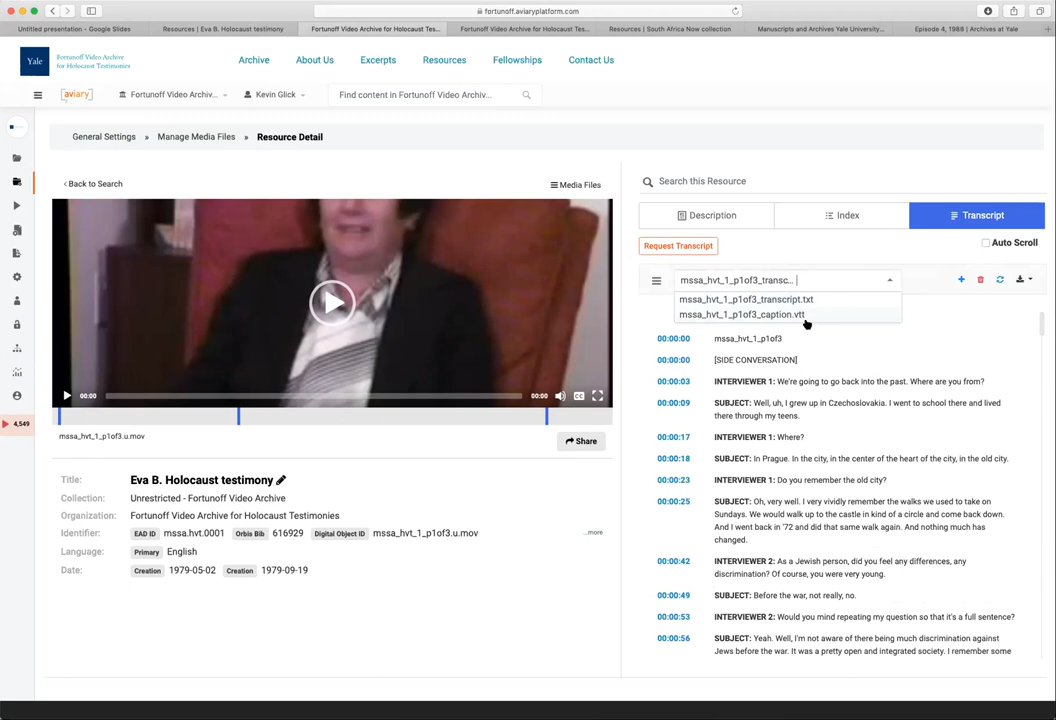 fortunoff.aviaryplatform.com
Untitled presentation - Google Slides
Resources | Eva B. Holocaust testimony
Fortunoff Video Archive for Holocaust Tes...
Fortunoff Video Archive for Holocaust Tes...
Resources | South Africa Now collection
Manuscripts and Archives Yale University...
Episode 4, 1988 | Archives at Yale
Yale
Fortunoff Video Archive
for Holocaust Testimonies
Archive
About Us
Excerpts
Resources
Fellowships
Contact Us
aviary
Fortunoff Video Archiv...
Kevin Glick
Find content in Fortunoff Video Archiv...
General Settings » Manage Media Files » Resource Detail
‹ Back to Search
Media Files
00:00
00:00
CC
mssa_hvt_1_p1of3.u.mov
Share
4,549
Title: Eva B. Holocaust testimony
Collection: Unrestricted - Fortunoff Video Archive
Organization: Fortunoff Video Archive for Holocaust Testimonies
Identifier: EAD ID mssa.hvt.0001 Orbis Bib 616929 Digital Object ID mssa_hvt_1_p1of3.u.mov ...more
Language: Primary English
Date: Creation 1979-05-02 Creation 1979-09-19
Search this Resource
Description
Index
Transcript
Request Transcript
Auto Scroll
mssa_hvt_1_p1of3_transc...
mssa_hvt_1_p1of3_transcript.txt
mssa_hvt_1_p1of3_caption.vtt
00:00:00 mssa_hvt_1_p1of3
00:00:00 [SIDE CONVERSATION]
00:00:03 INTERVIEWER 1: We're going to go back into the past. Where are you from?
00:00:09 SUBJECT: Well, uh, I grew up in Czechoslovakia. I went to school there and lived
there through my teens.
00:00:17 INTERVIEWER 1: Where?
00:00:18 SUBJECT: In Prague. In the city, in the center of the heart of the city, in the old city.
00:00:23 INTERVIEWER 1: Do you remember the old city?
00:00:25 SUBJECT: Oh, very well. I very vividly remember the walks we used to take on
Sundays. We would walk up to the castle in kind of a circle and come back down.
And I went back in '72 and did that same walk again. And nothing much has
changed.
00:00:42 INTERVIEWER 2: As a Jewish person, did you feel any differences, any
discrimination? Of course, you were very young.
00:00:49 SUBJECT: Before the war, not really, no.
00:00:53 INTERVIEWER 2: Would you mind repeating my question so that it's a full sentence?
00:00:56 SUBJECT: Yeah. Well, I'm not aware of there being much discrimination against
Jews before the war. It was a pretty open and integrated society. I remember some